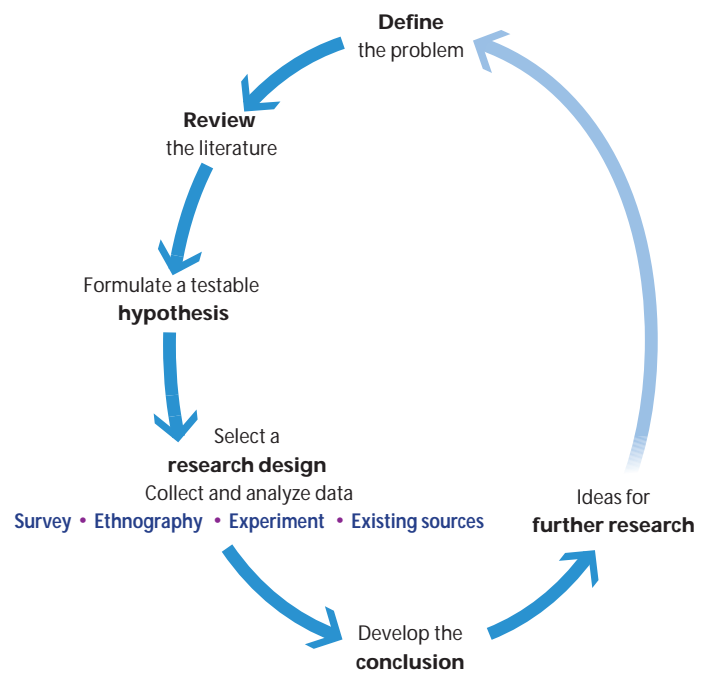 Define
the problem
Review
the literature
Formulate a testable
hypothesis
Select a
research design
Collect and analyze data
Survey • Ethnography • Experiment • Existing sources
Develop the
conclusion
Ideas for
further research